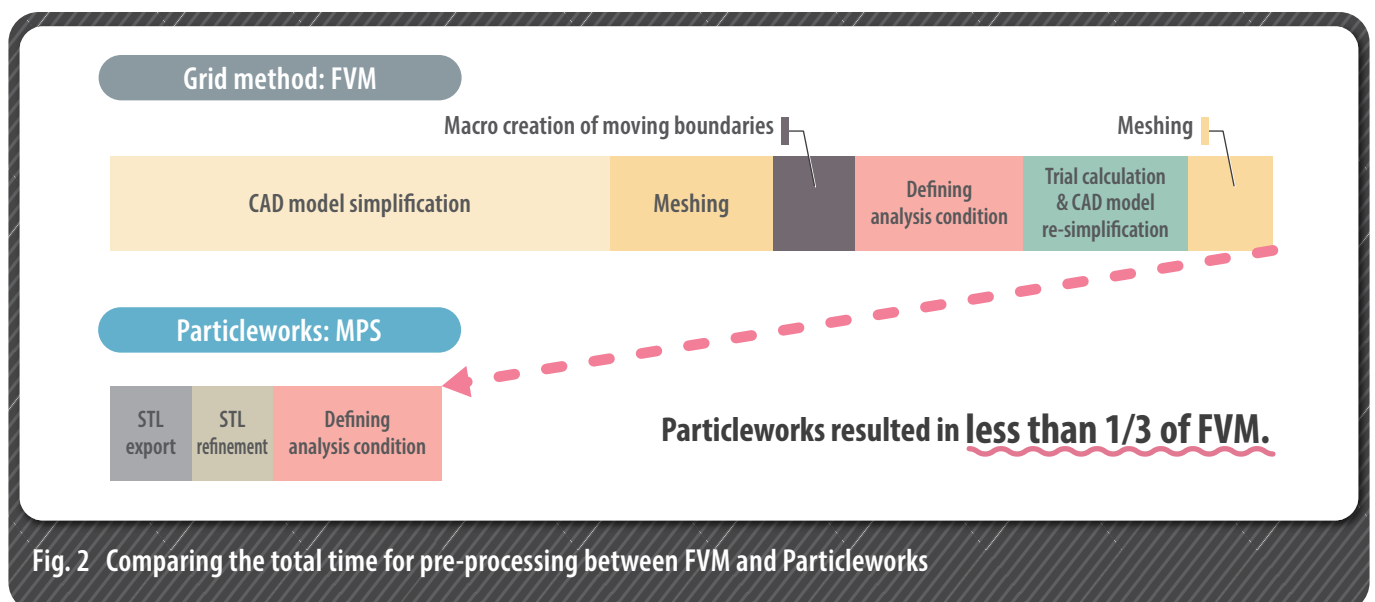 Grid method: FVM
Macro creation of moving boundaries
Meshing
CAD model simplification
Meshing
Defining
analysis condition
Trial calculation
& CAD model
re-simplification
Particleworks: MPS
STL
export
STL
refinement
Defining
analysis condition
Particleworks resulted in less than 1/3 of FVM.
Fig. 2 Comparing the total time for pre-processing between FVM and Particleworks